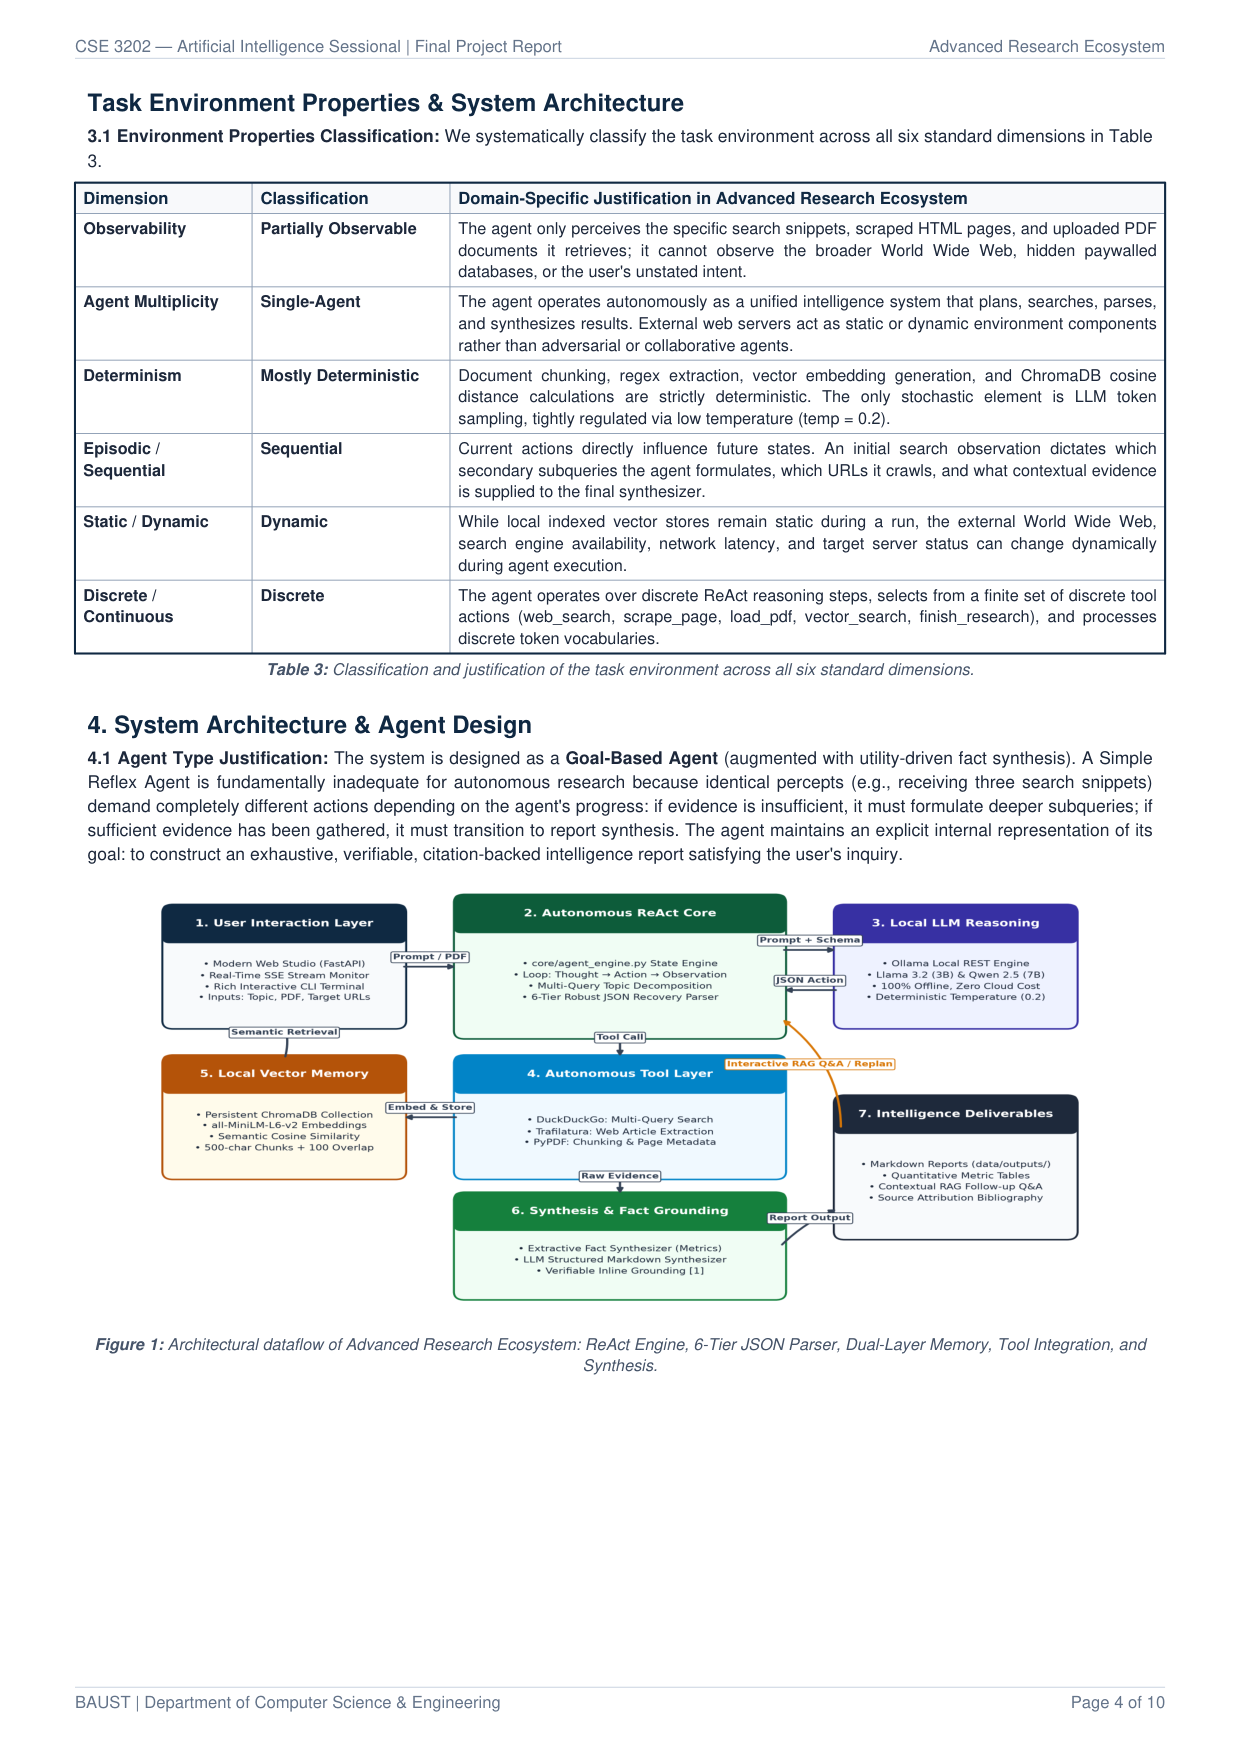 CSE 3202 — Artificial Intelligence Sessional | Final Project Report
Advanced Research Ecosystem
Task Environment Properties & System Architecture
3.1 Environment Properties Classification: We systematically classify the task environment across all six standard dimensions in Table
3.
Dimension
Classification
Domain-Specific Justification in Advanced Research Ecosystem
Observability
Partially Observable
The agent only perceives the specific search snippets, scraped HTML pages, and uploaded PDF
documents it retrieves; it cannot observe the broader World Wide Web, hidden paywalled
databases, or the user's unstated intent.
Agent Multiplicity
Single-Agent
The agent operates autonomously as a unified intelligence system that plans, searches, parses,
and synthesizes results. External web servers act as static or dynamic environment components
rather than adversarial or collaborative agents.
Determinism
Mostly Deterministic
Document chunking, regex extraction, vector embedding generation, and ChromaDB cosine
distance calculations are strictly deterministic. The only stochastic element is LLM token
sampling, tightly regulated via low temperature (temp = 0.2).
Episodic /
Sequential
Sequential
Current actions directly influence future states. An initial search observation dictates which
secondary subqueries the agent formulates, which URLs it crawls, and what contextual evidence
is supplied to the final synthesizer.
Static / Dynamic
Dynamic
While local indexed vector stores remain static during a run, the external World Wide Web,
search engine availability, network latency, and target server status can change dynamically
during agent execution.
Discrete /
Continuous
Discrete
The agent operates over discrete ReAct reasoning steps, selects from a finite set of discrete tool
actions (web_search, scrape_page, load_pdf, vector_search, finish_research), and processes
discrete token vocabularies.
Table 3: Classification and justification of the task environment across all six standard dimensions.
4. System Architecture & Agent Design
4.1 Agent Type Justification: The system is designed as a Goal-Based Agent (augmented with utility-driven fact synthesis). A Simple
Reflex Agent is fundamentally inadequate for autonomous research because identical percepts (e.g., receiving three search snippets)
demand completely different actions depending on the agent's progress: if evidence is insufficient, it must formulate deeper subqueries; if
sufficient evidence has been gathered, it must transition to report synthesis. The agent maintains an explicit internal representation of its
goal: to construct an exhaustive, verifiable, citation-backed intelligence report satisfying the user's inquiry.
1. User Interaction Layer
• Modern Web Studio (FastAPI)
• Real-Time SSE Stream Monitor
• Rich Interactive CLI Terminal
• Inputs: Topic, PDF, Target URLs
Prompt / PDF
2. Autonomous ReAct Core
• core/agent_engine.py State Engine
• Loop: Thought → Action → Observation
• Multi-Query Topic Decomposition
• 6-Tier Robust JSON Recovery Parser
Prompt + Schema
JSON Action
3. Local LLM Reasoning
• Ollama Local REST Engine
• Llama 3.2 (3B) & Qwen 2.5 (7B)
• 100% Offline, Zero Cloud Cost
• Deterministic Temperature (0.2)
Semantic Retrieval
Tool Call
Interactive RAG Q&A / Replan
5. Local Vector Memory
• Persistent ChromaDB Collection
• all-MiniLM-L6-v2 Embeddings
• Semantic Cosine Similarity
• 500-char Chunks + 100 Overlap
Embed & Store
4. Autonomous Tool Layer
• DuckDuckGo: Multi-Query Search
• Trafilatura: Web Article Extraction
• PyPDF: Chunking & Page Metadata
7. Intelligence Deliverables
• Markdown Reports (data/outputs/)
• Quantitative Metric Tables
• Contextual RAG Follow-up Q&A
• Source Attribution Bibliography
Raw Evidence
Report Output
6. Synthesis & Fact Grounding
• Extractive Fact Synthesizer (Metrics)
• LLM Structured Markdown Synthesizer
• Verifiable Inline Grounding [1]
Figure 1: Architectural dataflow of Advanced Research Ecosystem: ReAct Engine, 6-Tier JSON Parser, Dual-Layer Memory, Tool Integration, and
Synthesis.
BAUST | Department of Computer Science & Engineering
Page 4 of 10